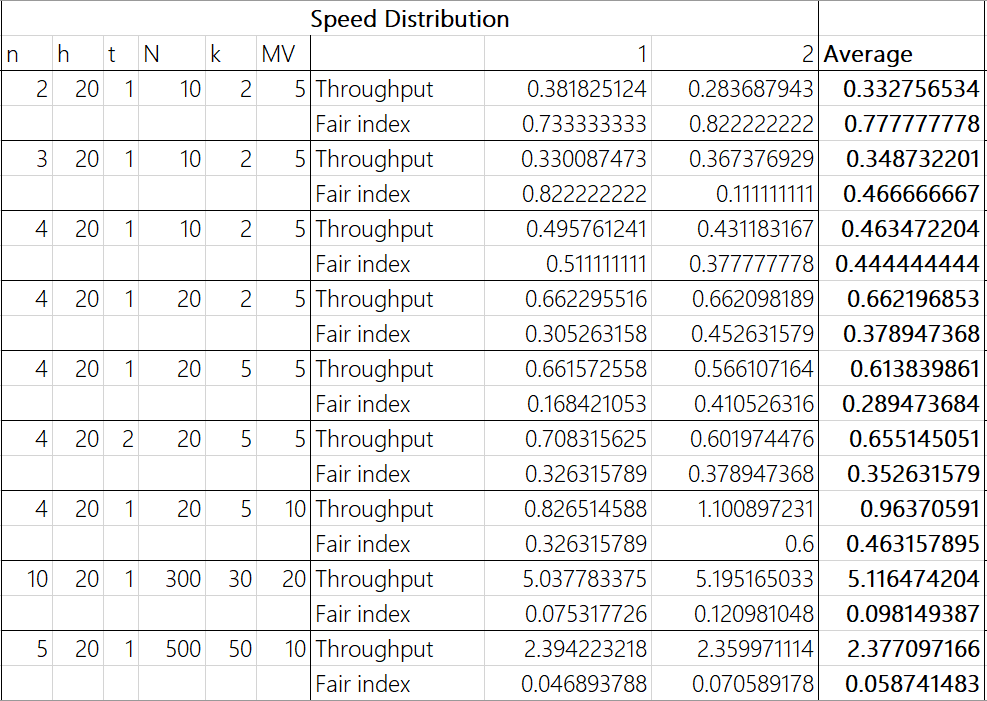 Speed Distribution
n h t N k MV 1 2 Average
2 20 1 10 2 5 Throughput 0.381825124 0.283687943 0.332756534
Fair index 0.733333333 0.822222222 0.777777778
3 20 1 10 2 5 Throughput 0.330087473 0.367376929 0.348732201
Fair index 0.822222222 0.111111111 0.466666667
4 20 1 10 2 5 Throughput 0.495761241 0.431183167 0.463472204
Fair index 0.511111111 0.377777778 0.444444444
4 20 1 20 2 5 Throughput 0.662295516 0.662098189 0.662196853
Fair index 0.305263158 0.452631579 0.378947368
4 20 1 20 5 5 Throughput 0.661572558 0.566107164 0.613839861
Fair index 0.168421053 0.410526316 0.289473684
4 20 2 20 5 5 Throughput 0.708315625 0.601974476 0.655145051
Fair index 0.326315789 0.378947368 0.352631579
4 20 1 20 5 10 Throughput 0.826514588 1.100897231 0.96370591
Fair index 0.326315789 0.6 0.463157895
10 20 1 300 30 20 Throughput 5.037783375 5.195165033 5.116474204
Fair index 0.075317726 0.120981048 0.098149387
5 20 1 500 50 10 Throughput 2.394223218 2.359971114 2.377097166
Fair index 0.046893788 0.070589178 0.058741483